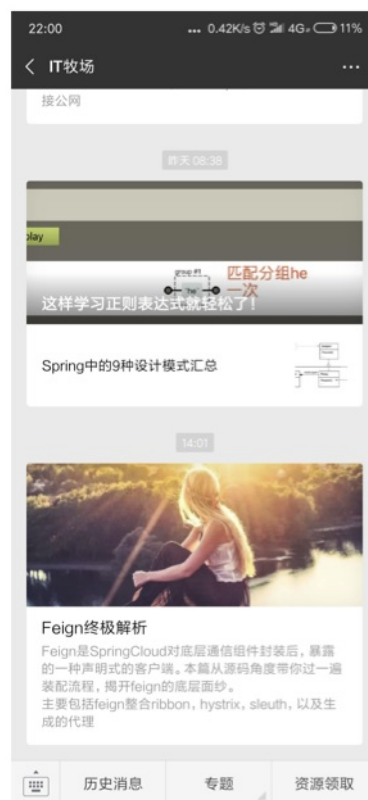 22:00
... 0.42K/s 4G 11%
IT牧场
...
接公网
昨天 08:38
play
group #1
"he"
匹配分组he
一次
这样学习正则表达式就轻松了!
Spring中的9种设计模式汇总
14:01
Feign终极解析
Feign是SpringCloud对底层通信组件封装后，暴露
的一种声明式的客户端。本篇从源码角度带你过一遍
装配流程，揭开feign的底层面纱。
主要包括feign整合ribbon, hystrix, sleuth, 以及生
成的代理
历史消息
专题
资源领取